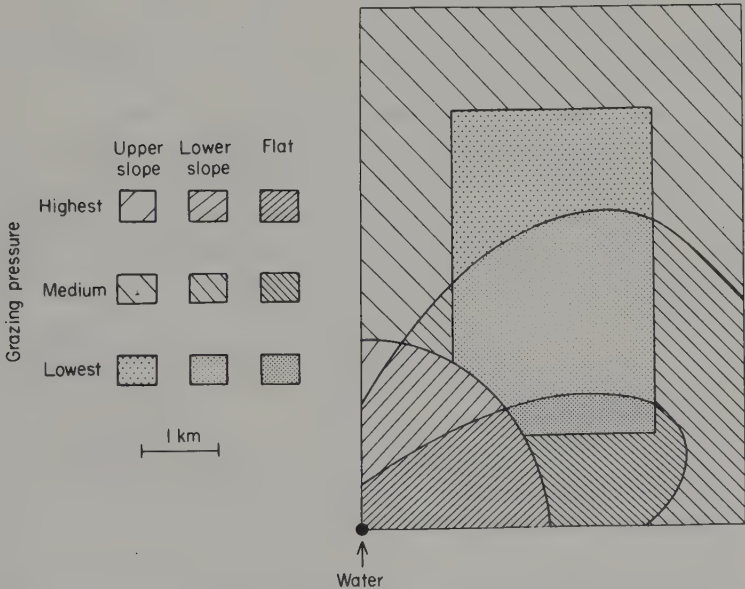 Upper slope
Lower slope
Flat
Highest
Medium
Lowest
Grazing pressure
1 km
Water